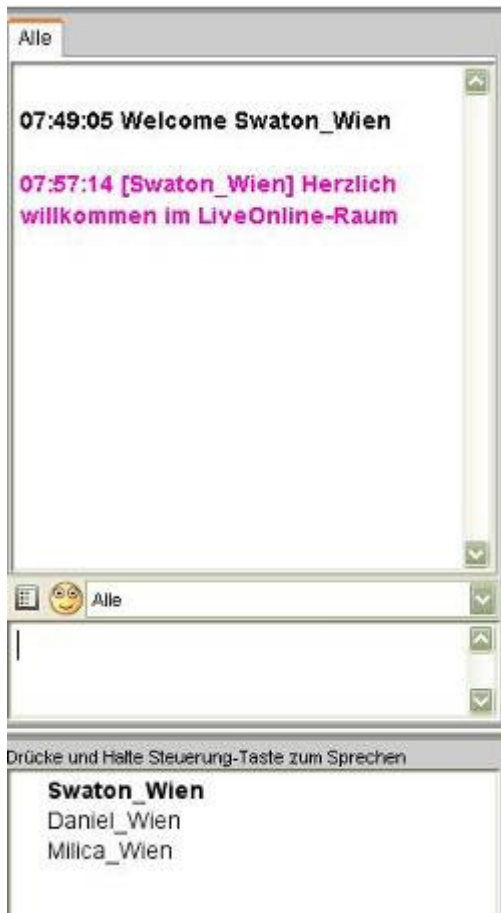 Alle
07:49:05 Welcome Swaton_Wien
07:57:14 [Swaton_Wien] Herzlich
willkommen im LiveOnline-Raum
Alle
Drücke und Halte Steuerung-Taste zum Sprechen
Swaton_Wien
Daniel_Wien
Milica_Wien